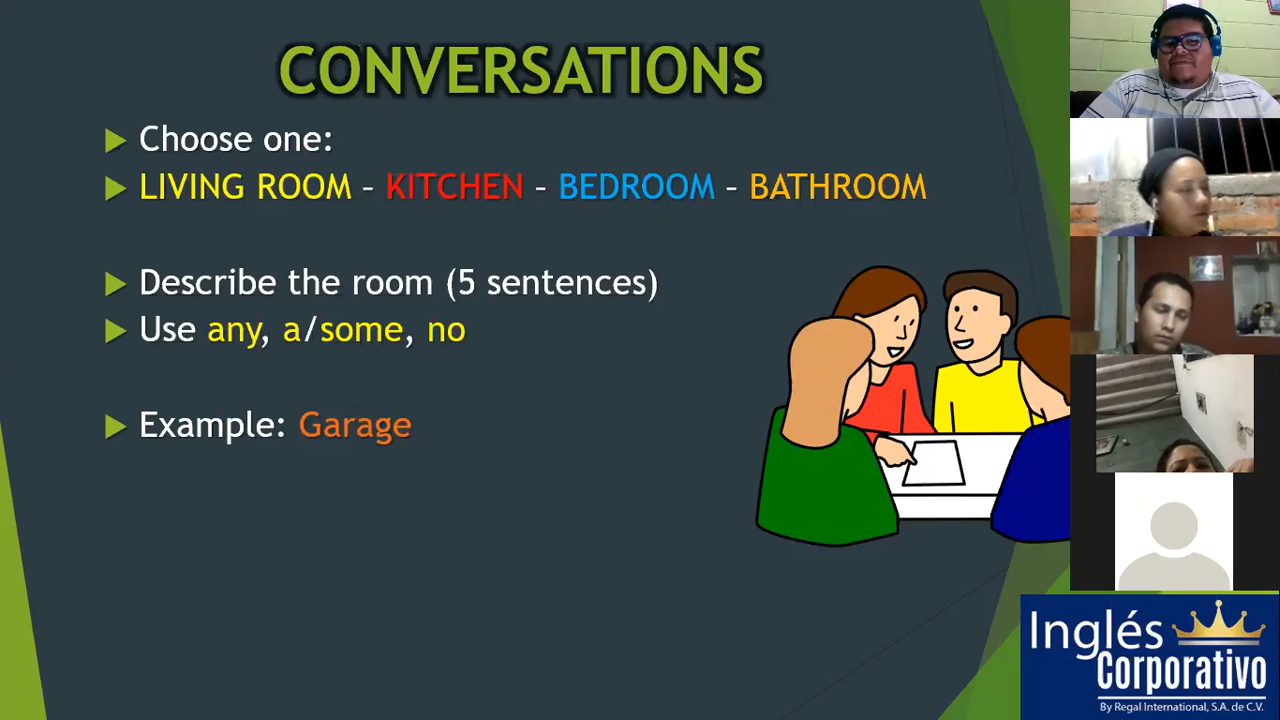 CONVERSATIONS
Choose one:
LIVING ROOM – KITCHEN – BEDROOM – BATHROOM
Describe the room (5 sentences)
Use any, a/some, no
Example: Garage
Inglés
Corporativo
By Regal International, S.A. de C.V.